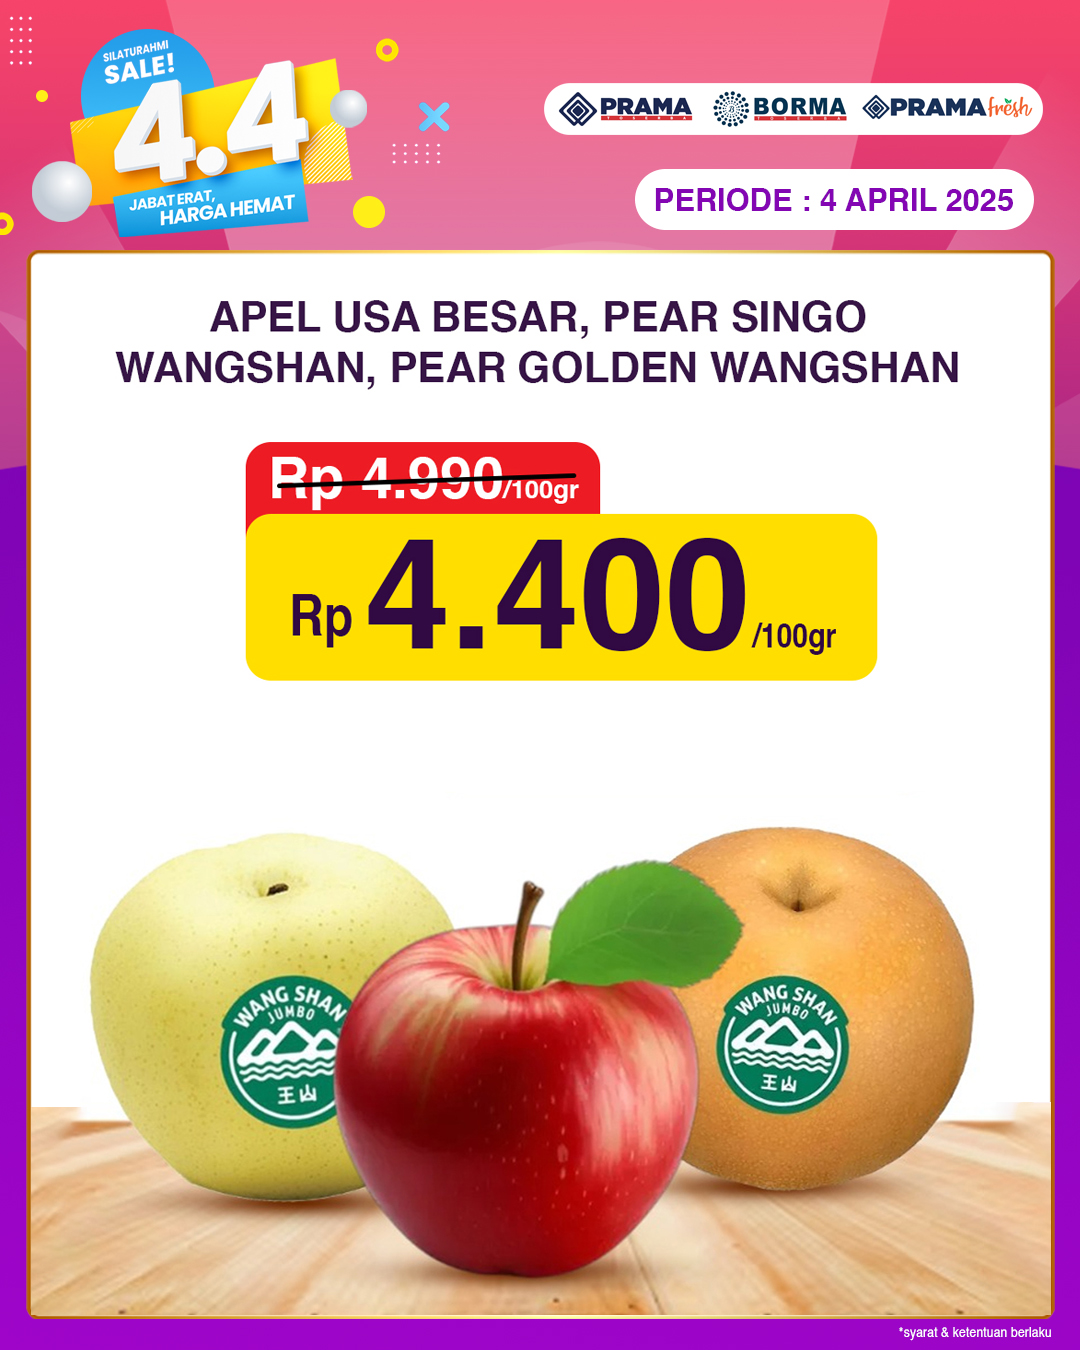 SILATURAHMI
SALE!
4.4
JABAT ERAT,
HARGA HEMAT
PRAMA
BORMA
PRAMA fresh
PERIODE : 4 APRIL 2025
APEL USA BESAR, PEAR SINGO
WANGSHAN, PEAR GOLDEN WANGSHAN
Rp 4.990/100gr
Rp 4.400/100gr
WANG SHAN
JUMBO
王山
WANG SHAN
JUMBO
王山
*syarat & ketentuan berlaku